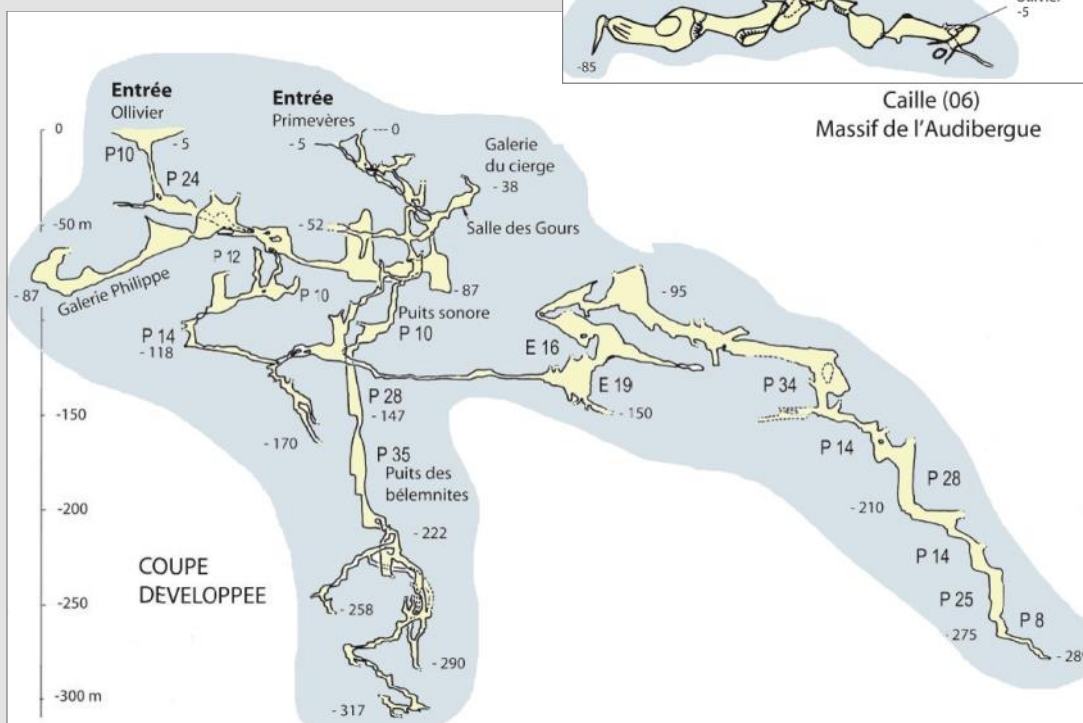 -5
-85
Caille (06)
Massif de l'Audibergue
Entrée
Ollivier
Entrée
Primevères
0
- 5
- 5
--- 0
P10
P 24
Galerie
du cierge
- 38
-50 m
-52
Salle des Gours
P 12
- 87
Galerie Philippe
P 10
- 87
Puits sonore
P 10
- 95
P 14
- 118
E 16
E 19
P 34
P 28
- 147
-150
- 150
- 170
P 14
P 35
Puits des
bélemnites
P 28
-200
- 210
- 222
P 14
COUPE
DEVELOPPEE
-250
- 258
P 25
P 8
- 275
- 290
-300 m
- 317